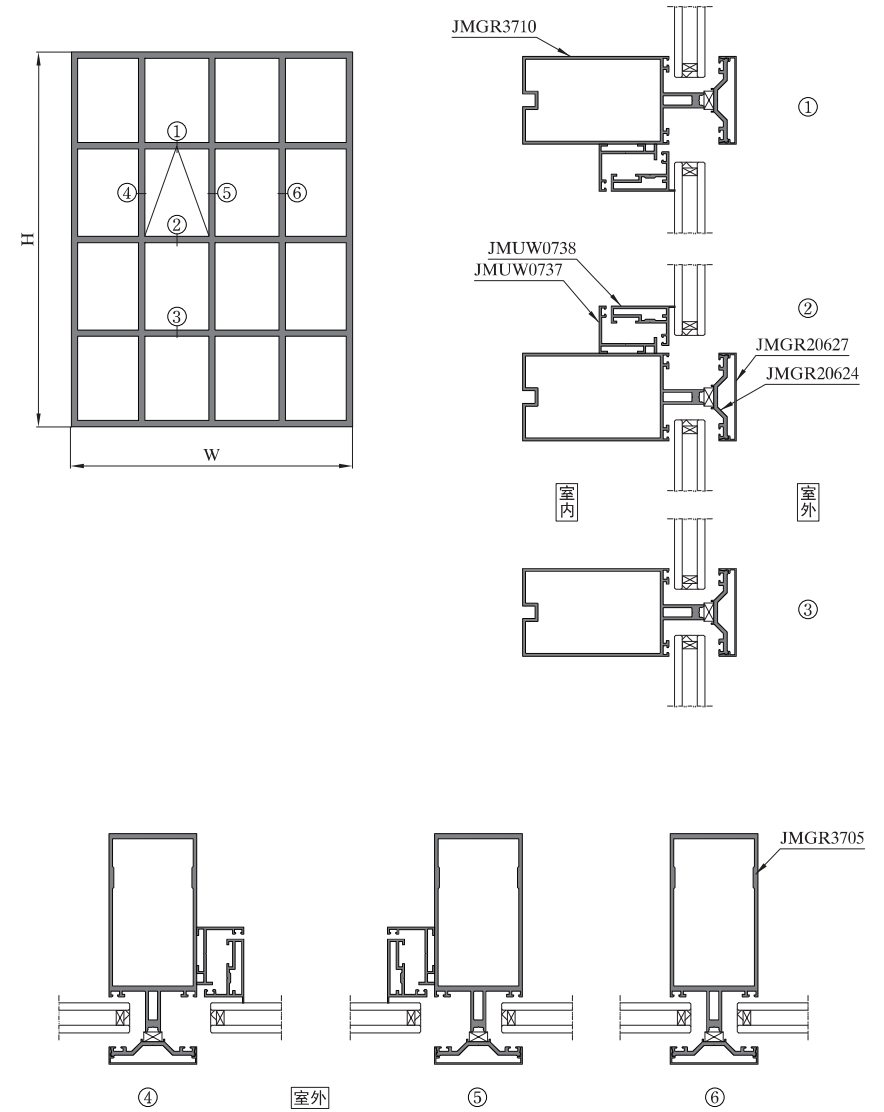 JMGR3710
①
①
④
⑤
⑥
②
H
③
W
JMUW0738
JMUW0737
②
JMGR20627
JMGR20624
室内
室外
③
JMGR3705
④
室外
⑤
⑥